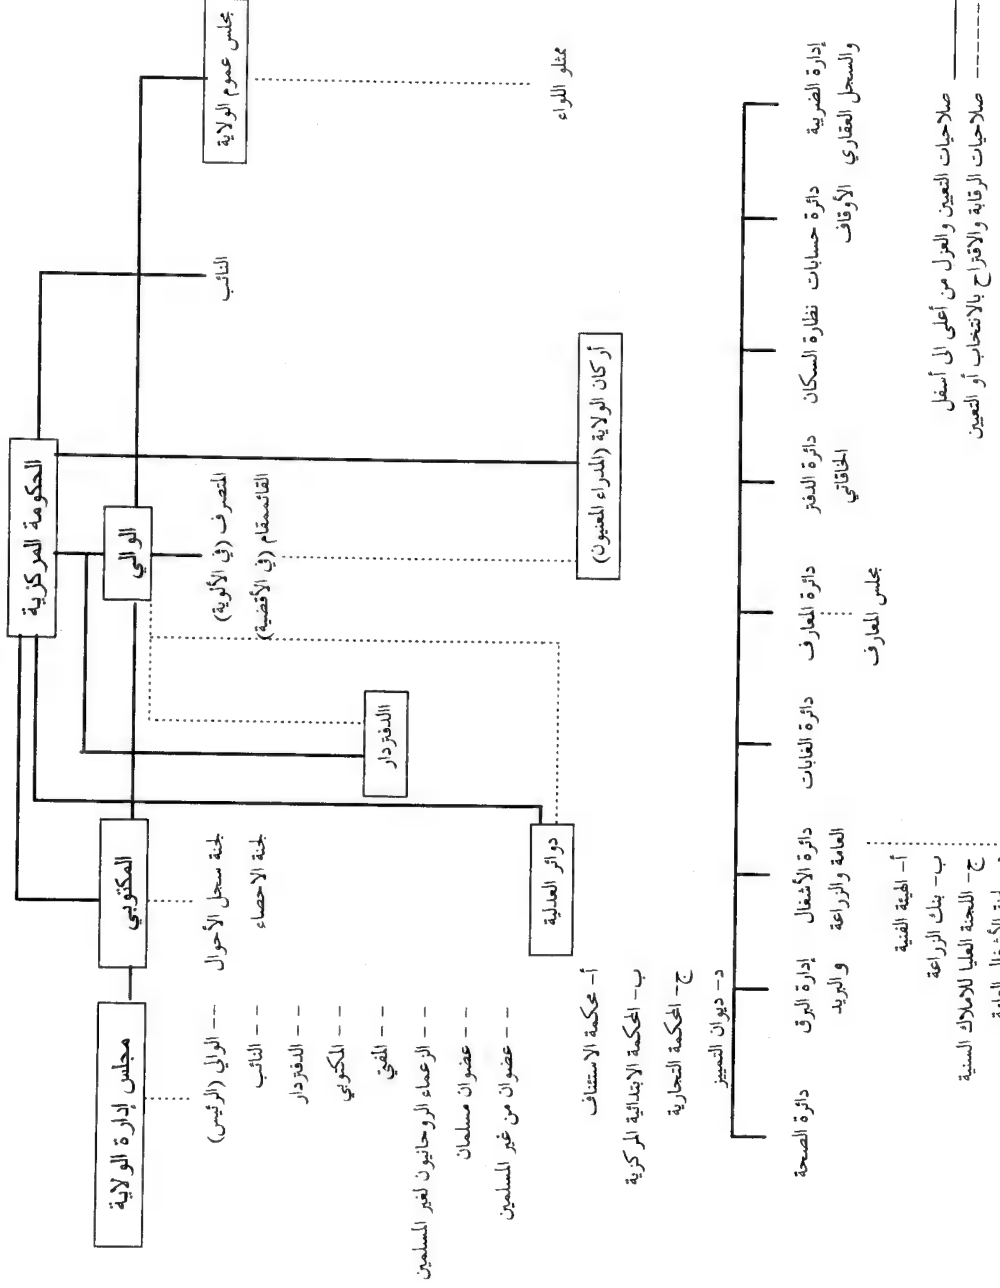 الحكومة المركزية
الوالي
المكتوبي
مجلس إدارة الولاية
مجلس عموم الولاية
النائب
ممثلو اللواء
المتصرف (في الألوية)
القائممقام (في الأقضية)
أركان الولاية (المدراء المعنيون)
االدفتردار
دوائر العدلية
أ- محكمة الاستئناف
ب- المحكمة الابتدائية المركزية
ج- المحكمة التجارية
د- ديوان التمييز
لجنة سجل الأحوال
لجنة الاحصاء
-- الوالي (الرئيس)
-- النائب
-- الدفتردار
-- المكتوبي
-- المفتي
-- الزعماء الروحانيون لغير المسلمين
-- عضوان مسلمان
-- عضوان من غير المسلمين
إدارة الضريبة
والسجل العقاري
دائرة حسابات
الأوقاف
نظارة السكان
دائرة الدفتر
الخاقاني
دائرة المعارف
مجلس المعارف
دائرة الغابات
دائرة الأشغال
العامة والزراعة
أ- الهيئة الفنية
ب- بنك الزراعة
ج- اللجنة العليا للاملاك السنية
إدارة البرق
والبريد
دائرة الصحة
صلاحيات التعيين والعزل من أعلى الى أسفل
صلاحيات الرقابة والاقتراح بالانتخاب أو التعيين